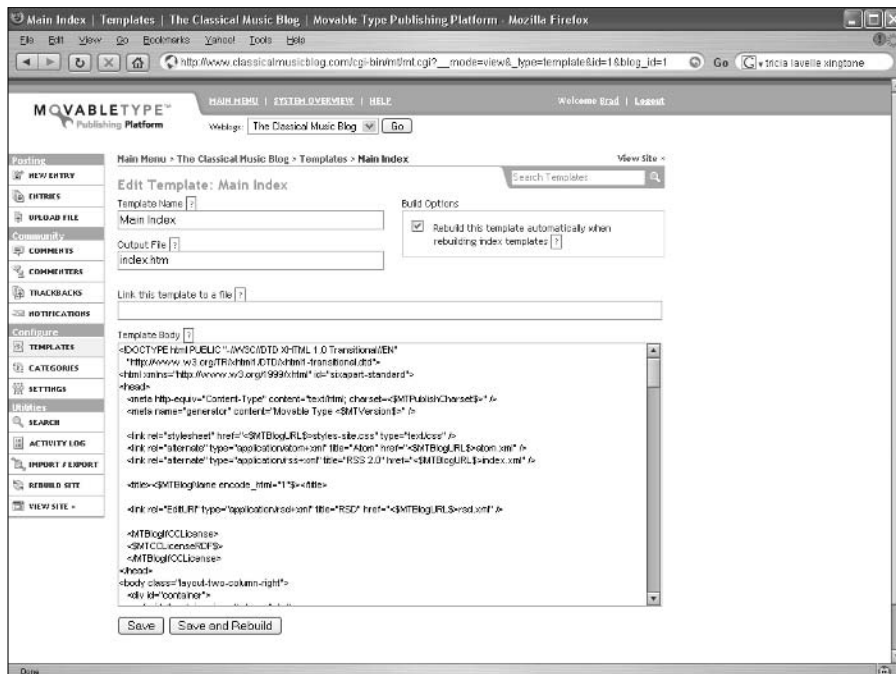 Main Index | Templates | The Classical Music Blog | Movable Type Publishing Platform - Mozilla Firefox
File Edit View Go Bookmarks Yahoo! Tools Help
http://www.classicalmusicblog.com/cgi-bin/mt/mt.cgi?__mode=view&_type=template&id=1&blog_id=1 Go tricia lavelle xingtone
MOVABLETYPE™
Publishing Platform
MAIN MENU | SYSTEM OVERVIEW | HELP Welcome Brad | Logout
Weblogs: The Classical Music Blog Go
Main Menu > The Classical Music Blog > Templates > Main Index View Site
Search Templates
Posting
NEW ENTRY
ENTRIES
UPLOAD FILE
Community
COMMENTS
COMMENTERS
TRACKBACKS
NOTIFICATIONS
Configure
TEMPLATES
CATEGORIES
SETTINGS
Utilities
SEARCH
ACTIVITY LOG
IMPORT / EXPORT
REBUILD SITE
VIEW SITE
Edit Template: Main Index
Template Name ?
Main Index
Output File ?
index.htm
Build Options
Rebuild this template automatically when
rebuilding index templates ?
Link this template to a file ?
Template Body ?
<!DOCTYPE html PUBLIC "-//W3C//DTD XHTML 1.0 Transitional//EN"
"http://www.w3.org/TR/xhtml1/DTD/xhtml1-transitional.dtd">
<html xmlns="http://www.w3.org/1999/xhtml" id="sixapart-standard">
<head>
<meta http-equiv="Content-Type" content="text/html; charset=<$MTPublishCharset$>" />
<meta name="generator" content="Movable Type <$MTVersion$>" />
<link rel="stylesheet" href="<$MTBlogURL$>styles-site.css" type="text/css" />
<link rel="alternate" type="application/atom+xml" title="Atom" href="<$MTBlogURL$>atom.xml" />
<link rel="alternate" type="application/rss+xml" title="RSS 2.0" href="<$MTBlogURL$>index.xml" />
<title><$MTBlogName encode_html="1"$></title>
<link rel="EditURI" type="application/rsd+xml" title="RSD" href="<$MTBlogURL$>rsd.xml" />
<MTBlogIfCCLicense>
<$MTCCLicenseRDF$>
</MTBlogIfCCLicense>
</head>
<body class="layout-two-column-right">
<div id="container">
Save Save and Rebuild
Done